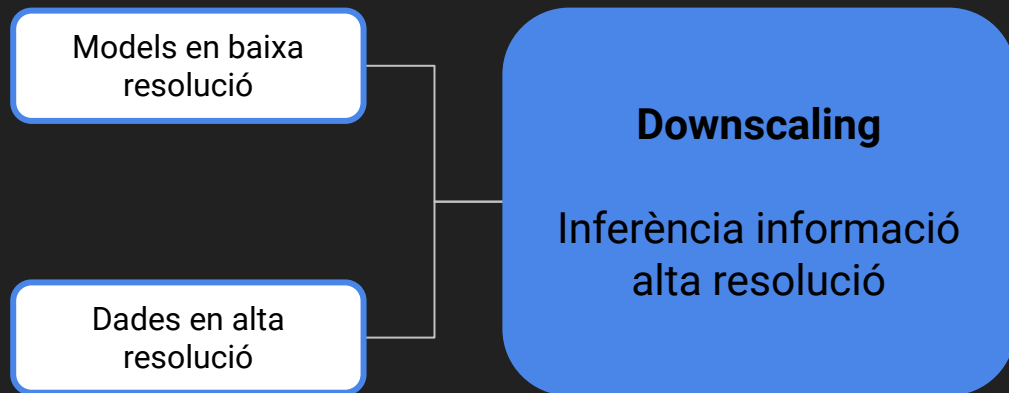 Models en baixa
resolució
Dades en alta
resolució
Downscaling
Inferència informació
alta resolució